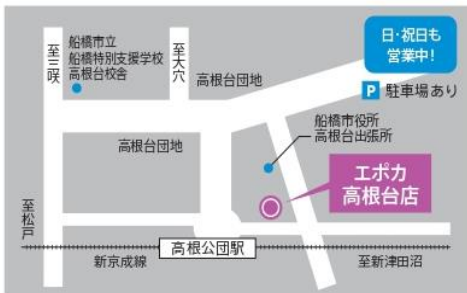 至三咲
船橋市立
船橋特別支援学校
高根台校舎
至大穴
高根台団地
日・祝日も
営業中!
P 駐車場あり
高根台団地
船橋市役所
高根台出張所
エポカ
高根台店
至松戸
高根公団駅
新京成線
至新津田沼